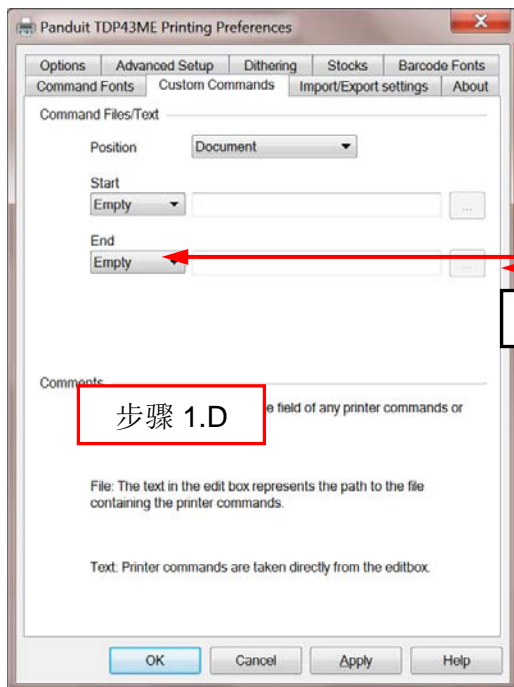 Panduit TDP43ME Printing Preferences
Options Advanced Setup Dithering Stocks Barcode Fonts
Command Fonts Custom Commands Import/Export settings About
Command Files/Text
Position Document
Start
Empty ...
End
Empty ...
Comments
步骤 1.D
field of any printer commands or
File: The text in the edit box represents the path to the file
containing the printer commands.
Text: Printer commands are taken directly from the editbox.
OK Cancel Apply Help